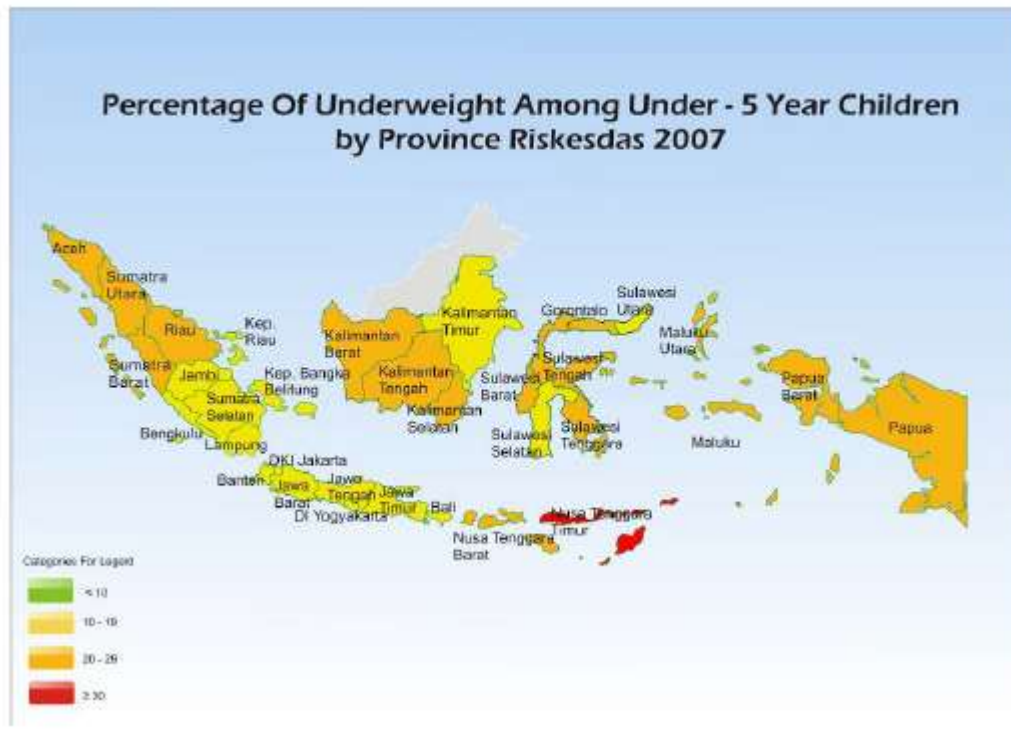 Percentage Of Underweight Among Under - 5 Year Children
by Province Riskesdas 2007
Aceh
Sumatra
Utara
Riau
Kep.
Riau
Sumatra
Barat
Jambi
Kep. Bangka
Belitung
Sumatra
Selatan
Bengkulu
Lampung
DKI Jakarta
Banten
Jawa
Barat
Jawa
Tengah
DI Yogyakarta
Jawa
Timur
Bali
Nusa Tenggara
Barat
Nusa Tenggara
Timur
Kalimantan
Berat
Kalimantan
Tengah
Kalimantan
Selatan
Kalimantan
Timur
Sulawesi
Barat
Sulawesi
Selatan
Sulawesi
Tengah
Sulawesi
Tenggara
Gorontalo
Sulawesi
Utara
Maluku
Utara
Maluku
Papua
Barat
Papua
Categories For Legend
< 10
10 - 19
20 - 29
≥ 30